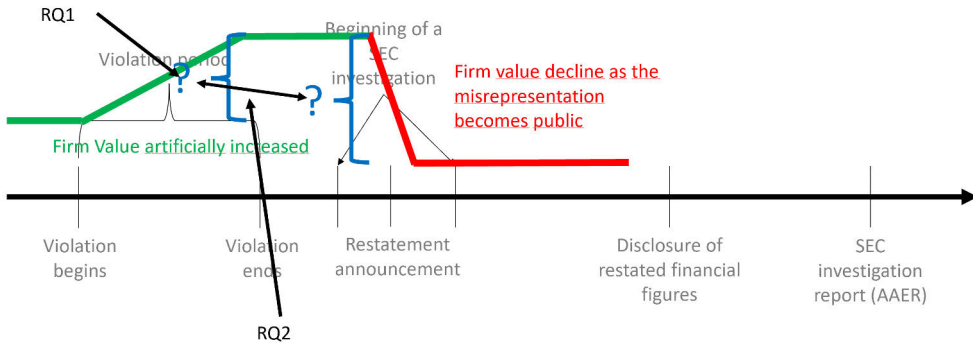 RQ1
Beginning of a
SEC
investigation
Violation period
?
?
Firm value decline as the
misrepresentation
becomes public
Firm Value artificially increased
Violation
begins
Violation
ends
Restatement
announcement
Disclosure of
restated financial
figures
SEC
investigation
report (AAER)
RQ2